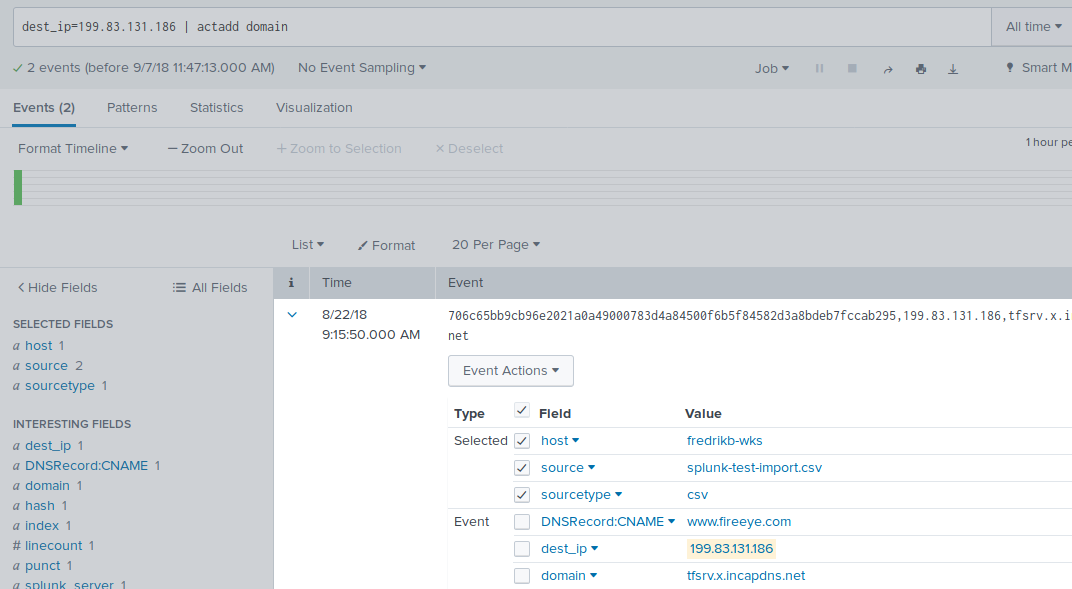 dest_ip=199.83.131.186 | actadd domain All time
2 events (before 9/7/18 11:47:13.000 AM) No Event Sampling Job Smart M
Events (2) Patterns Statistics Visualization
Format Timeline — Zoom Out + Zoom to Selection × Deselect 1 hour pe
List Format 20 Per Page
< Hide Fields All Fields
i Time Event
SELECTED FIELDS
a host 1
a source 2
a sourcetype 1
INTERESTING FIELDS
a dest_ip 1
a DNSRecord:CNAME 1
a domain 1
a hash 1
a index 1
# linecount 1
a punct 1
a splunk_server 1
8/22/18
9:15:50.000 AM
706c65bb9cb96e2021a0a49000783d4a84500f6b5f84582d3a8bdeb7fccab295,199.83.131.186,tfsrv.x.i
net
Event Actions
Type Field Value
Selected host fredrikb-wks
source splunk-test-import.csv
sourcetype csv
Event DNSRecord:CNAME www.fireeye.com
dest_ip 199.83.131.186
domain tfsrv.x.incapdns.net